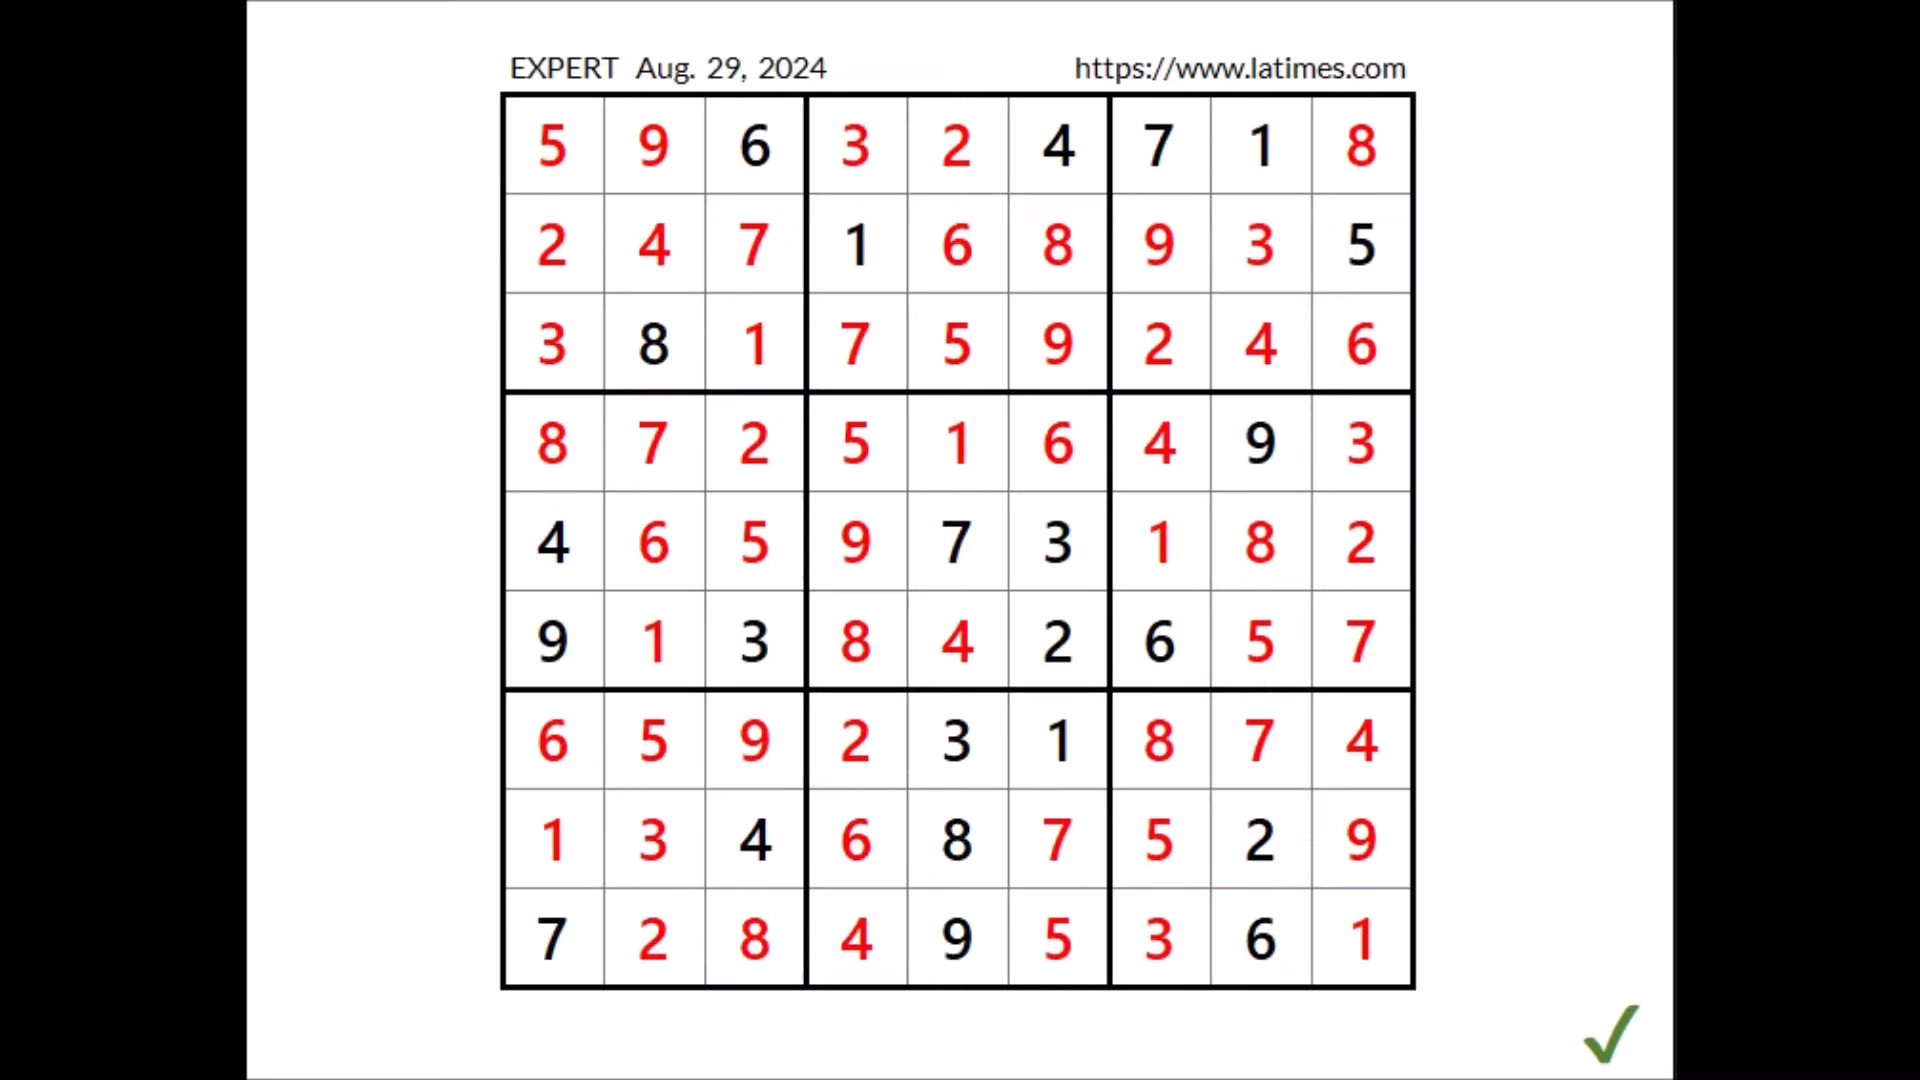 EXPERT Aug. 29, 2024 https://www.latimes.com
5 9 6 3 2 4 7 1 8
2 4 7 1 6 8 9 3 5
3 8 1 7 5 9 2 4 6
8 7 2 5 1 6 4 9 3
4 6 5 9 7 3 1 8 2
9 1 3 8 4 2 6 5 7
6 5 9 2 3 1 8 7 4
1 3 4 6 8 7 5 2 9
7 2 8 4 9 5 3 6 1